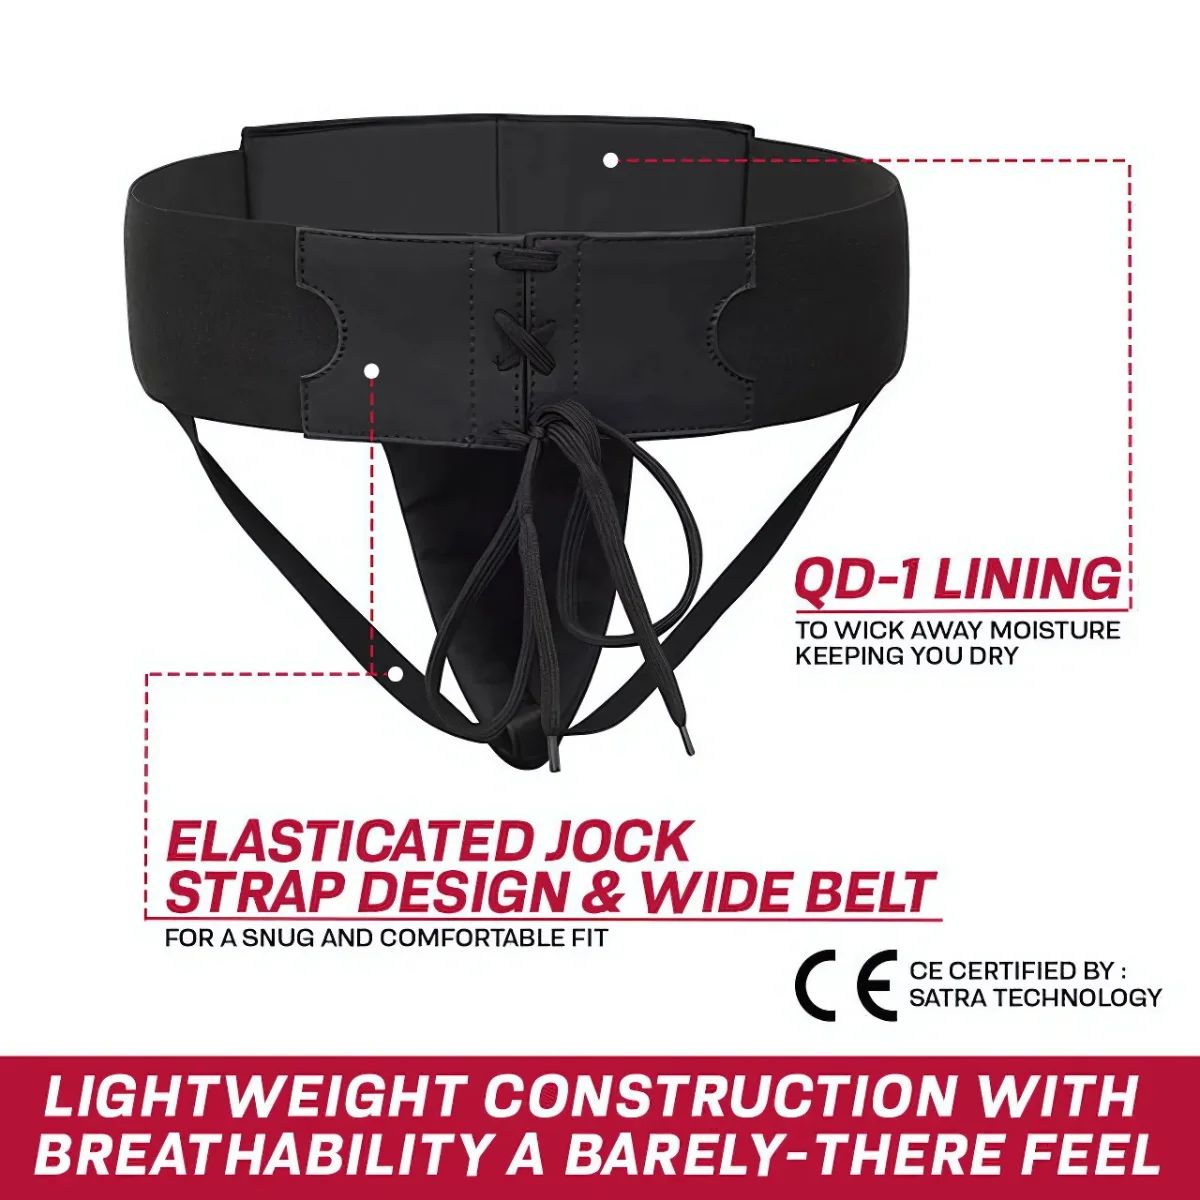 QD-1 LINING
TO WICK AWAY MOISTURE
KEEPING YOU DRY
ELASTICATED JOCK
STRAP DESIGN & WIDE BELT
FOR A SNUG AND COMFORTABLE FIT
CE CE CERTIFIED BY :
SATRA TECHNOLOGY
LIGHTWEIGHT CONSTRUCTION WITH
BREATHABILITY A BARELY-THERE FEEL